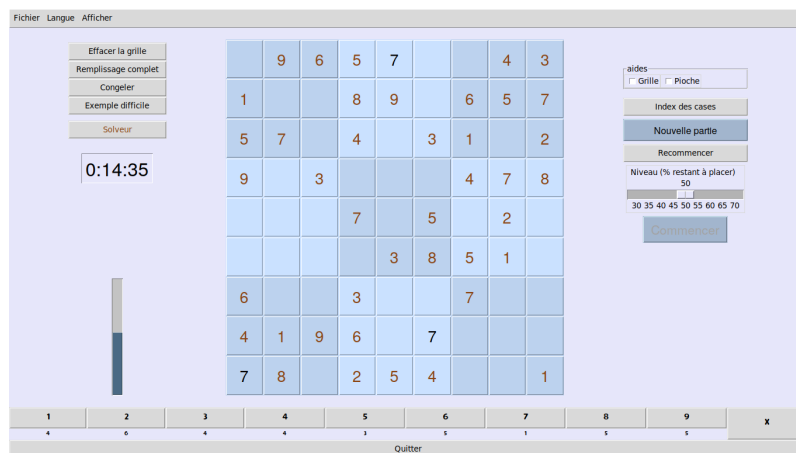 Fichier Langue Afficher
Effacer la grille
Remplissage complet
Congeler
Exemple difficile
Solveur
0:14:35
9 6 5 7 4 3
1 8 9 6 5 7
5 7 4 3 1 2
9 3 4 7 8
7 5 2
3 8 5 1
6 3 7
4 1 9 6 7
7 8 2 5 4 1
aides
Grille Pioche
Index des cases
Nouvelle partie
Recommencer
Niveau (% restant à placer)
50
30 35 40 45 50 55 60 65 70
Commencer
1 2 3 4 5 6 7 8 9 x
4 6 4 4 3 5 1 5 5
Quitter